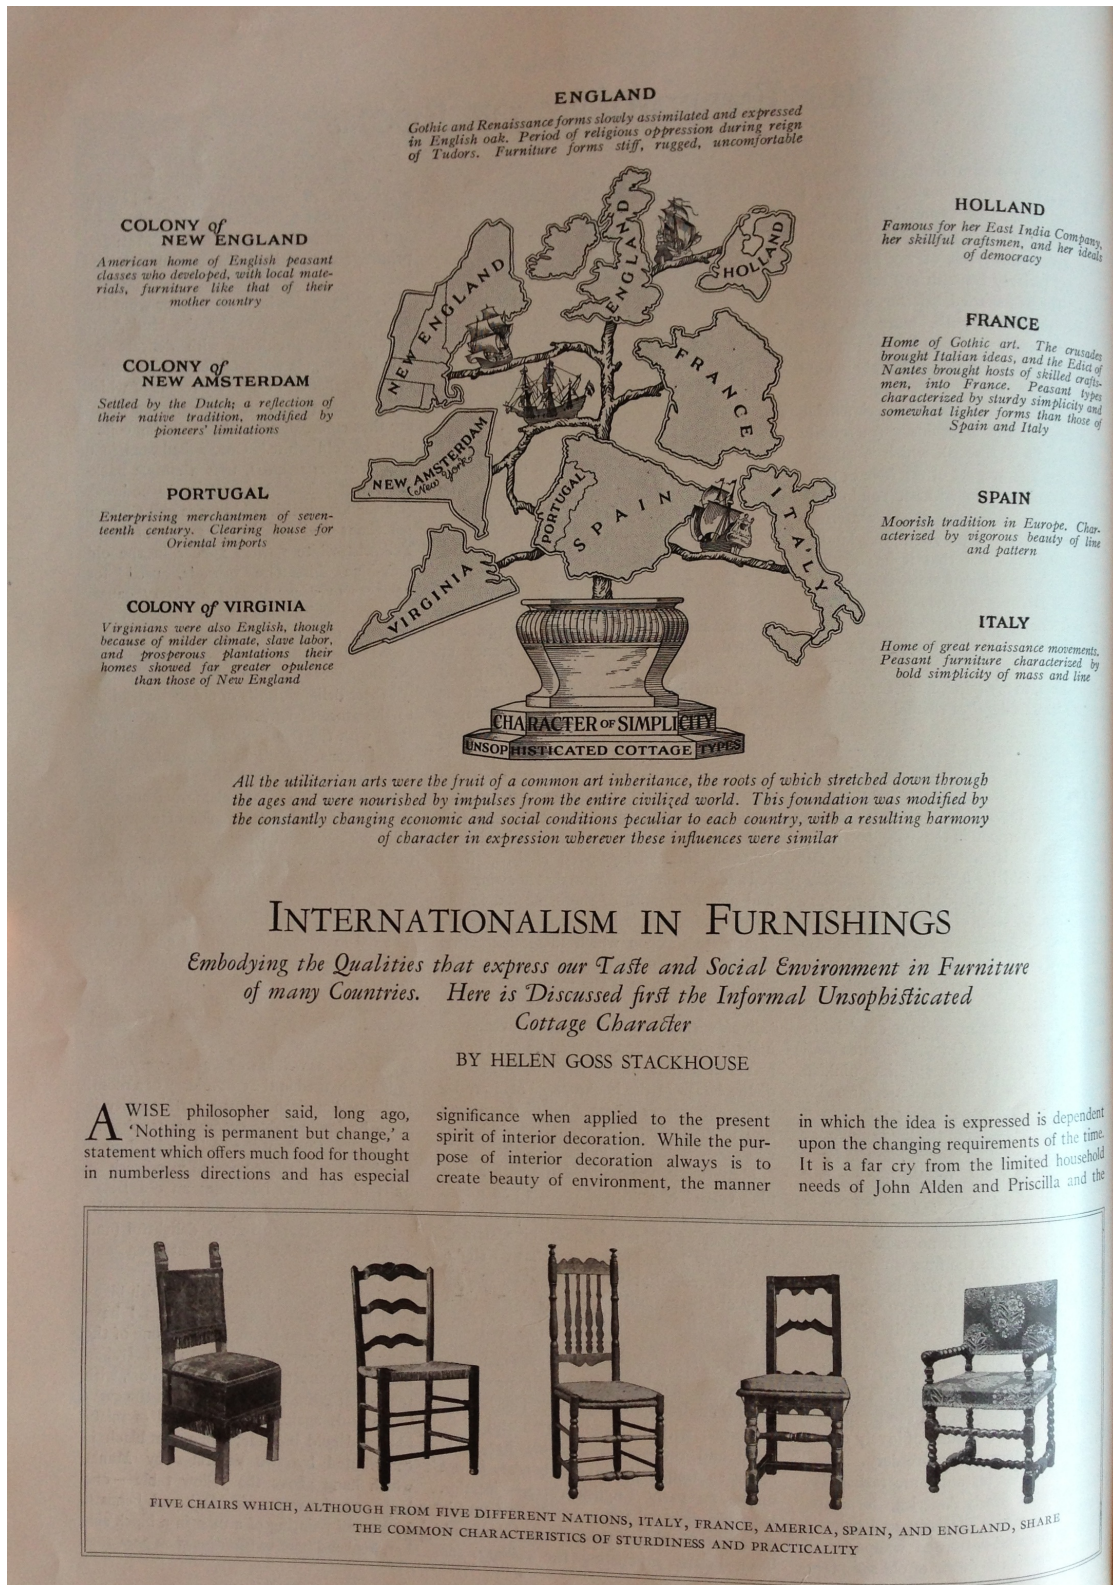 ENGLAND
Gothic and Renaissance forms slowly assimilated and expressed
in English oak. Period of religious oppression during reign
of Tudors. Furniture forms stiff, rugged, uncomfortable
COLONY of
NEW ENGLAND
American home of English peasant
classes who developed, with local mate-
rials, furniture like that of their
mother country
COLONY of
NEW AMSTERDAM
Settled by the Dutch; a reflection of
their native tradition, modified by
pioneers' limitations
PORTUGAL
Enterprising merchantmen of seven-
teenth century. Clearing house for
Oriental imports
COLONY of VIRGINIA
Virginians were also English, though
because of milder climate, slave labor,
and prosperous plantations their
homes showed far greater opulence
than those of New England
NEW ENGLAND
ENGLAND
HOLLAND
FRANCE
NEW AMSTERDAM
(New York)
PORTUGAL
SPAIN
ITALY
VIRGINIA
CHARACTER OF SIMPLICITY
UNSOPHISTICATED COTTAGE TYPES
HOLLAND
Famous for her East India Company,
her skillful craftsmen, and her ideals
of democracy
FRANCE
Home of Gothic art. The crusades
brought Italian ideas, and the Edict of
Nantes brought hosts of skilled crafts-
men, into France. Peasant types
characterized by sturdy simplicity and
somewhat lighter forms than those of
Spain and Italy
SPAIN
Moorish tradition in Europe. Char-
acterized by vigorous beauty of line
and pattern
ITALY
Home of great renaissance movements.
Peasant furniture characterized by
bold simplicity of mass and line
All the utilitarian arts were the fruit of a common art inheritance, the roots of which stretched down through
the ages and were nourished by impulses from the entire civilized world. This foundation was modified by
the constantly changing economic and social conditions peculiar to each country, with a resulting harmony
of character in expression wherever these influences were similar
INTERNATIONALISM IN FURNISHINGS
Embodying the Qualities that express our Taste and Social Environment in Furniture
of many Countries. Here is Discussed first the Informal Unsophisticated
Cottage Character
BY HELEN GOSS STACKHOUSE
A WISE philosopher said, long ago,
'Nothing is permanent but change,' a
statement which offers much food for thought
in numberless directions and has especial
significance when applied to the present
spirit of interior decoration. While the pur-
pose of interior decoration always is to
create beauty of environment, the manner
in which the idea is expressed is dependent
upon the changing requirements of the time.
It is a far cry from the limited household
needs of John Alden and Priscilla and the
FIVE CHAIRS WHICH, ALTHOUGH FROM FIVE DIFFERENT NATIONS, ITALY, FRANCE, AMERICA, SPAIN, AND ENGLAND, SHARE
THE COMMON CHARACTERISTICS OF STURDINESS AND PRACTICALITY